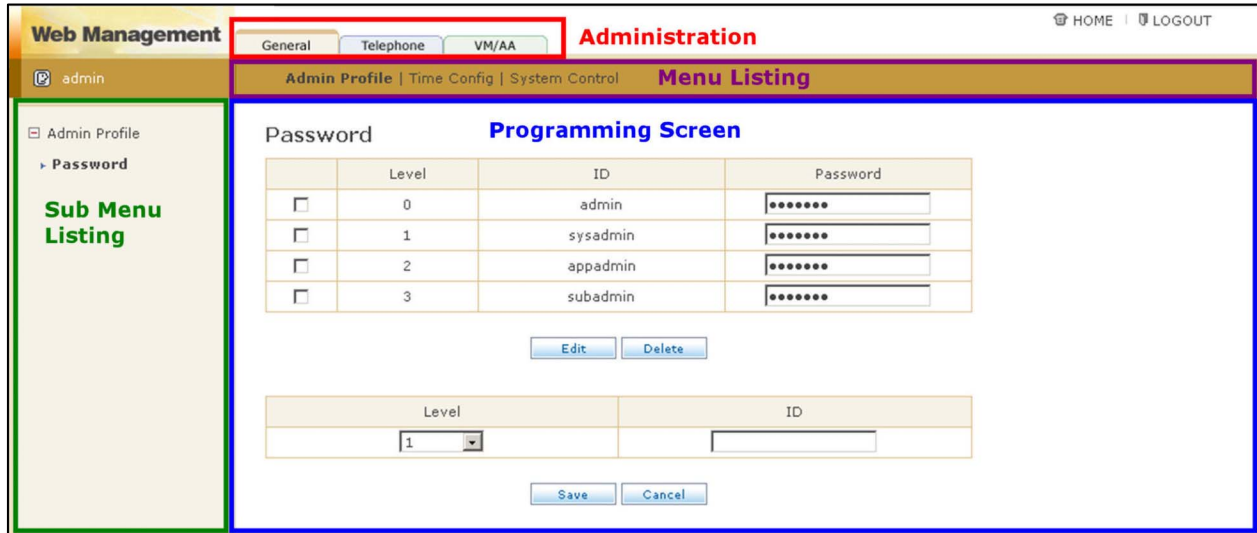 Web Management
General Telephone VM/AA Administration
HOME | LOGOUT
admin
Admin Profile | Time Config | System Control Menu Listing
Admin Profile
Password
Sub Menu
Listing
Password Programming Screen
Level ID Password
0 admin •••••••
1 sysadmin •••••••
2 appadmin •••••••
3 subadmin •••••••
Edit Delete
Level ID
1
Save Cancel